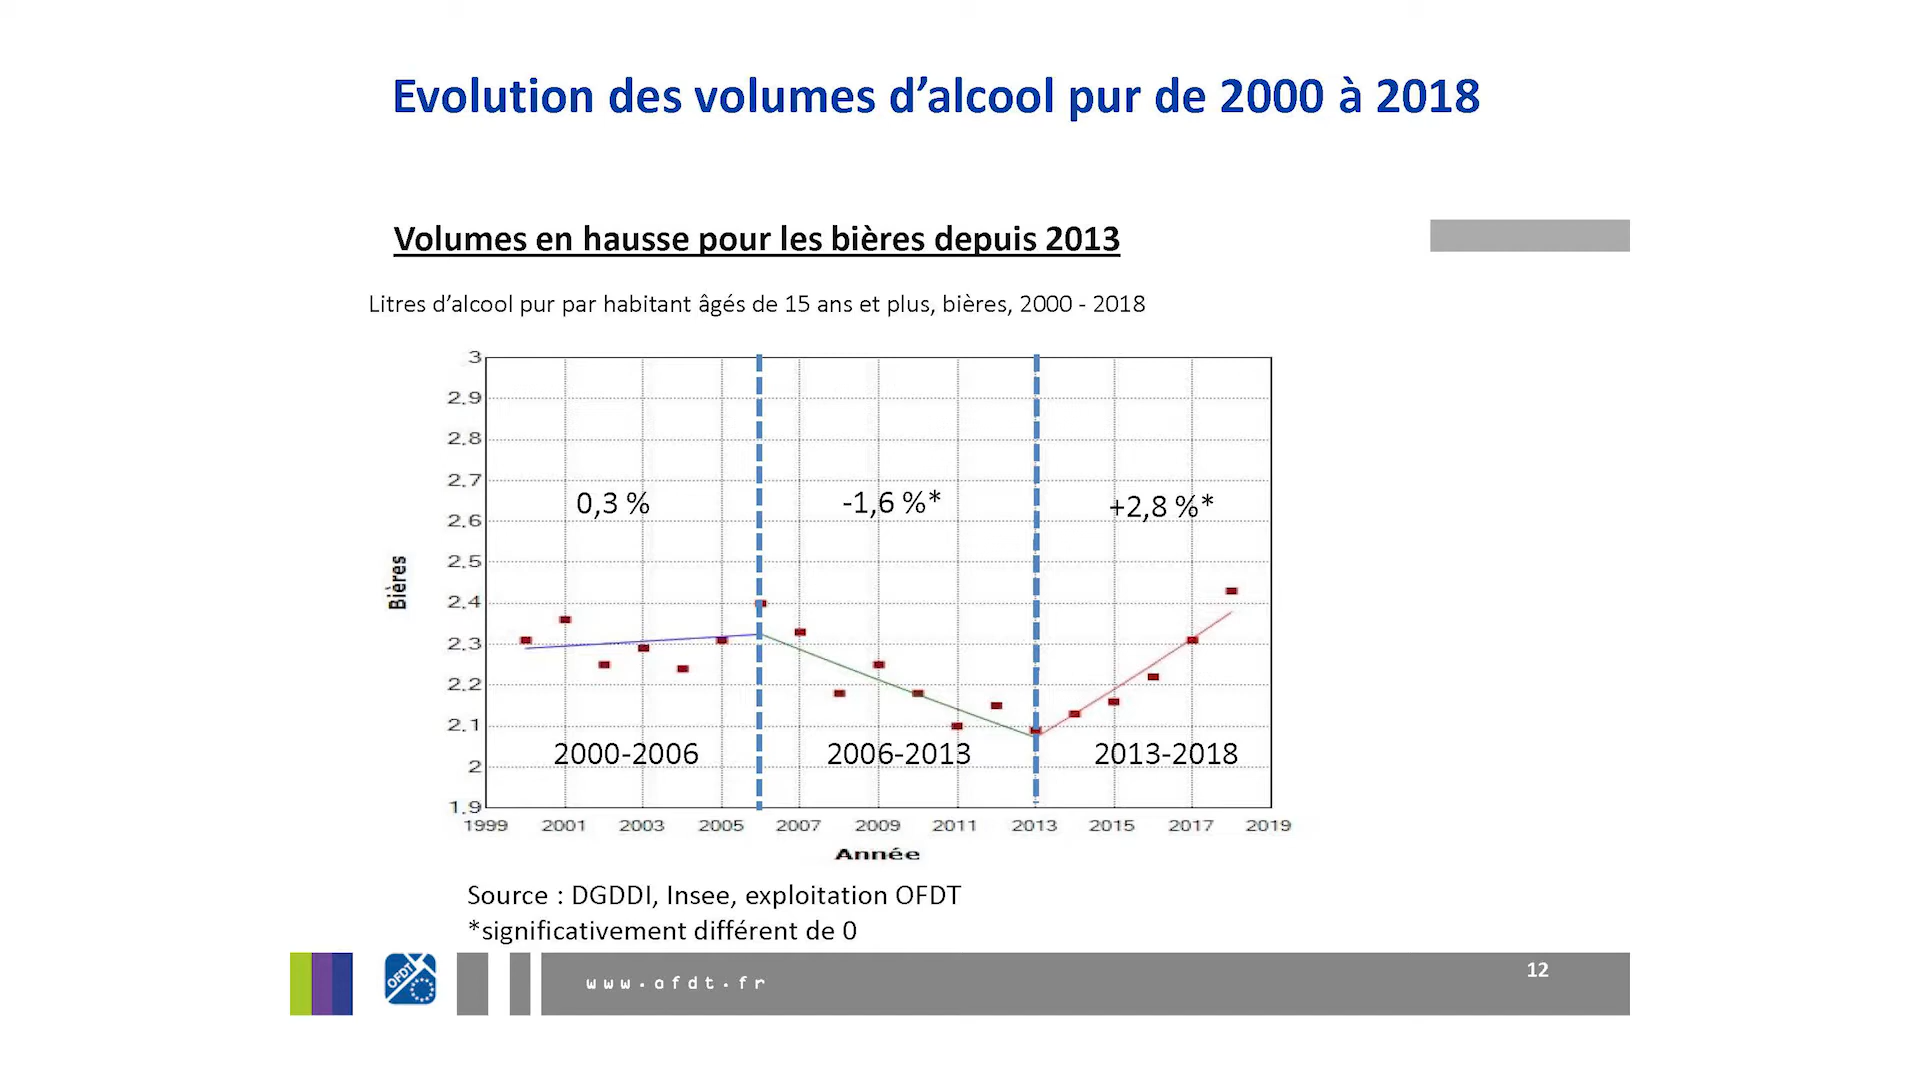 Evolution des volumes d’alcool pur de 2000 à 2018
Volumes en hausse pour les bières depuis 2013
Litres d’alcool pur par habitant âgés de 15 ans et plus, bières, 2000 - 2018
3
2.9
2.8
2.7
0,3 %
-1,6 %*
+2,8 %*
2.6
2.5
Bières
2.4
2.3
2.2
2.1
2000-2006
2006-2013
2013-2018
2
1.9
1999 2001 2003 2005 2007 2009 2011 2013 2015 2017 2019
Année
Source : DGDDI, Insee, exploitation OFDT
*significativement différent de 0
OFDT
www.ofdt.fr
12